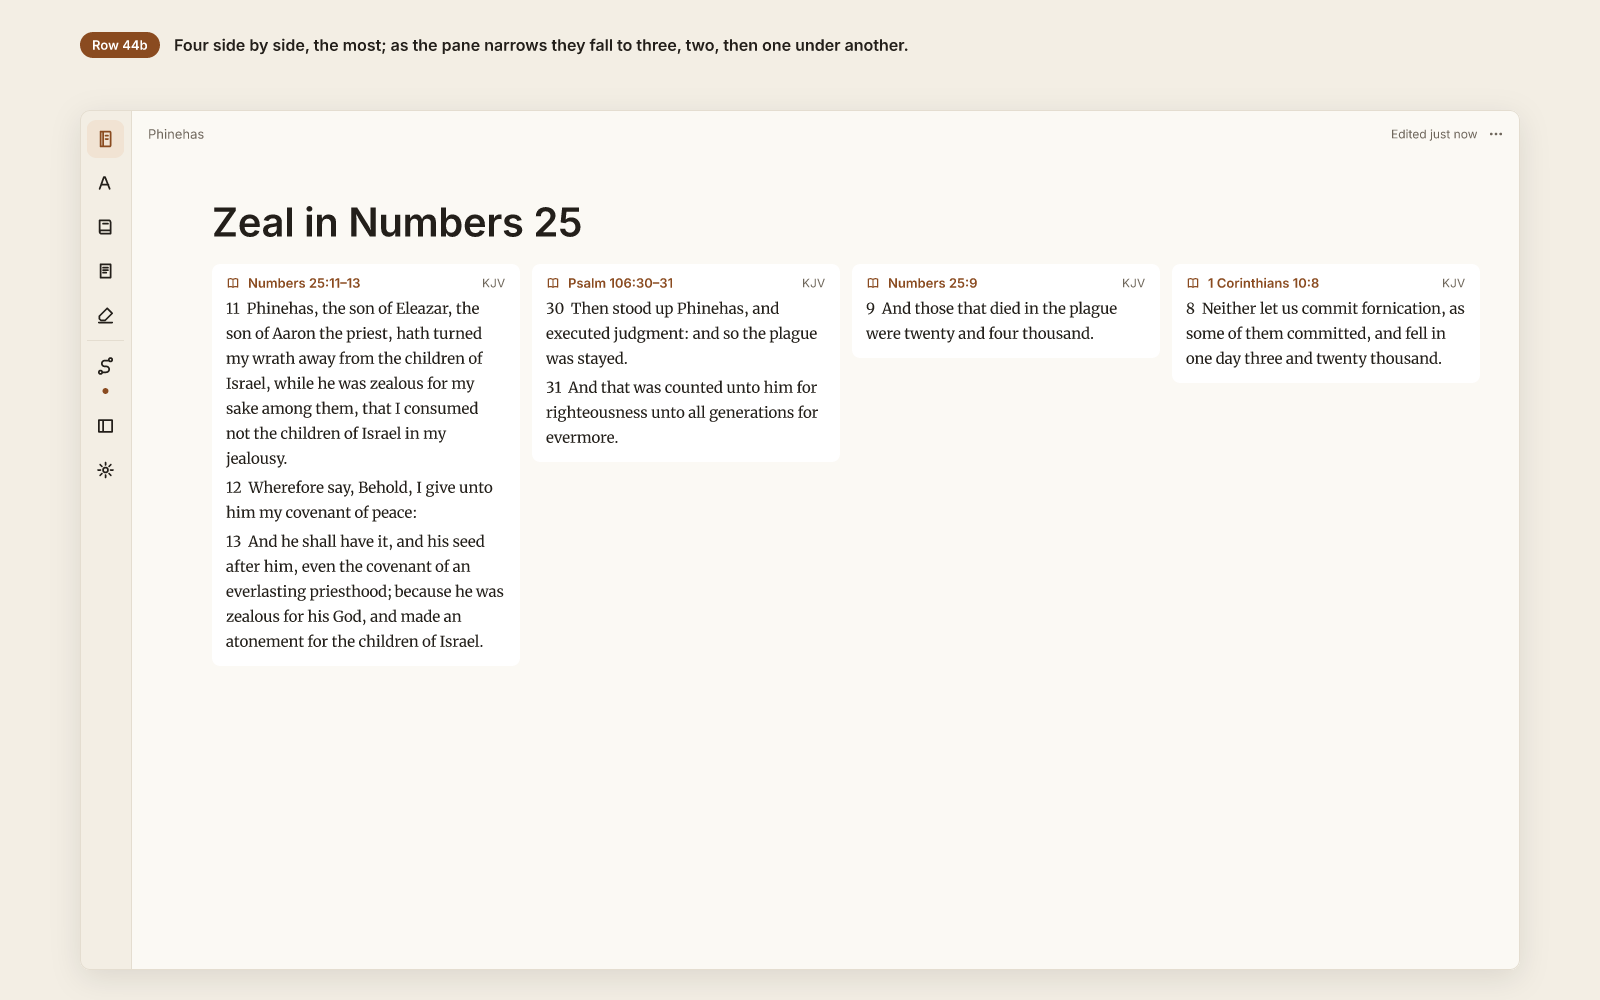 Row 44b
Four side by side, the most; as the pane narrows they fall to three, two, then one under another.
Phinehas
Edited just now
Zeal in Numbers 25
Numbers 25:11–13
KJV
11 Phinehas, the son of Eleazar, the
son of Aaron the priest, hath turned
my wrath away from the children of
Israel, while he was zealous for my
sake among them, that I consumed
not the children of Israel in my
jealousy.
12 Wherefore say, Behold, I give unto
him my covenant of peace:
13 And he shall have it, and his seed
after him, even the covenant of an
everlasting priesthood; because he was
zealous for his God, and made an
atonement for the children of Israel.
Psalm 106:30–31
KJV
30 Then stood up Phinehas, and
executed judgment: and so the plague
was stayed.
31 And that was counted unto him for
righteousness unto all generations for
evermore.
Numbers 25:9
KJV
9 And those that died in the plague
were twenty and four thousand.
1 Corinthians 10:8
KJV
8 Neither let us commit fornication, as
some of them committed, and fell in
one day three and twenty thousand.